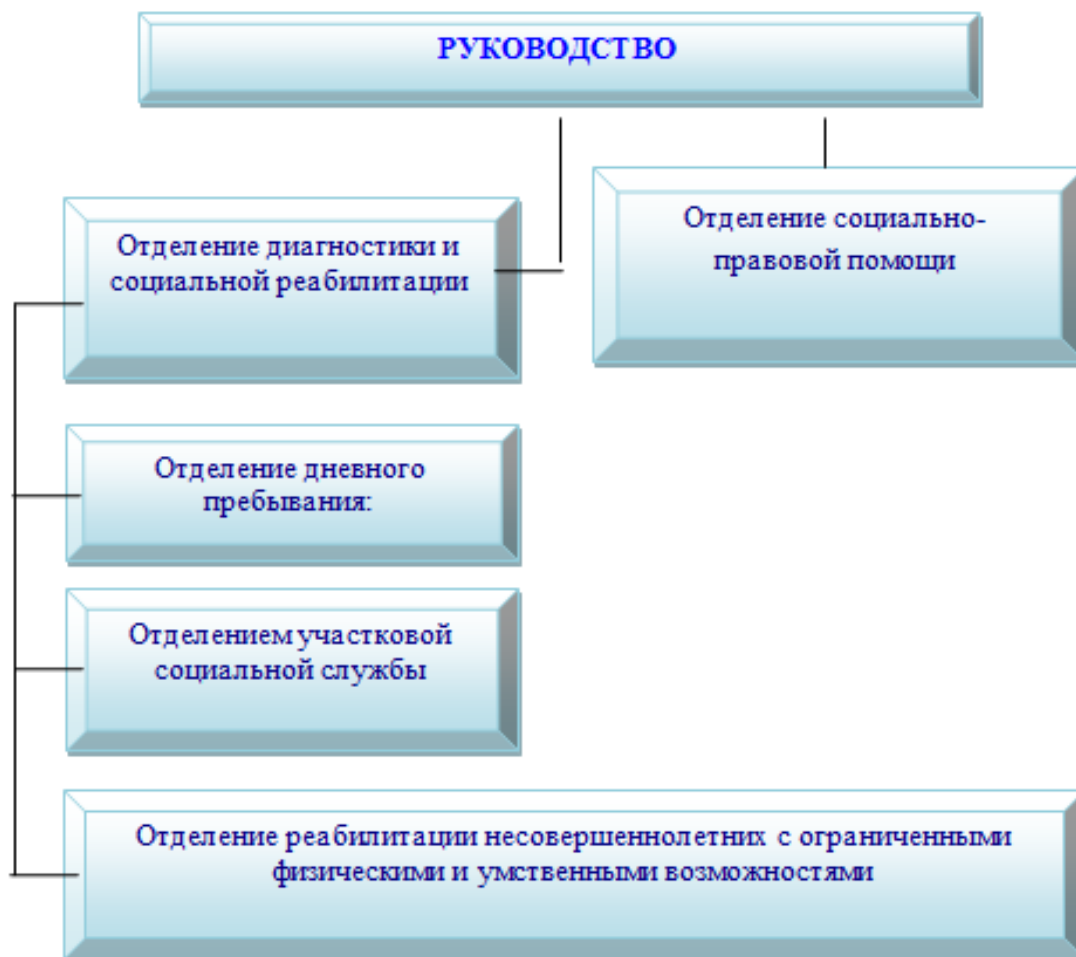 РУКОВОДСТВО
Отделение диагностики и
социальной реабилитации
Отделение социально-
правовой помощи
Отделение дневного
пребывания:
Отделением участковой
социальной службы
Отделение реабилитации несовершеннолетних с ограниченными
физическими и умственными возможностями